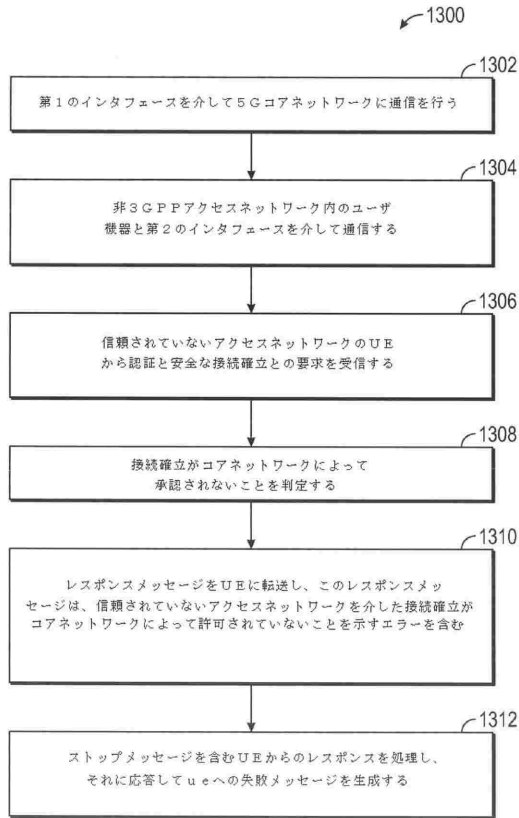 1300
1302
第1のインタフェースを介して5Gコアネットワークに通信を行う
1304
非3GPPアクセスネットワーク内のユーザ
機器と第2のインタフェースを介して通信する
1306
信頼されていないアクセスネットワークのUE
から認証と安全な接続確立との要求を受信する
1308
接続確立がコアネットワークによって
承認されないことを判定する
1310
レスポンスメッセージをUEに転送し、このレスポンスメッ
セージは、信頼されていないアクセスネットワークを介した接続確立が
コアネットワークによって許可されていないことを示すエラーを含む
1312
ストップメッセージを含むUEからのレスポンスを処理し、
それに応答してueへの失敗メッセージを生成する